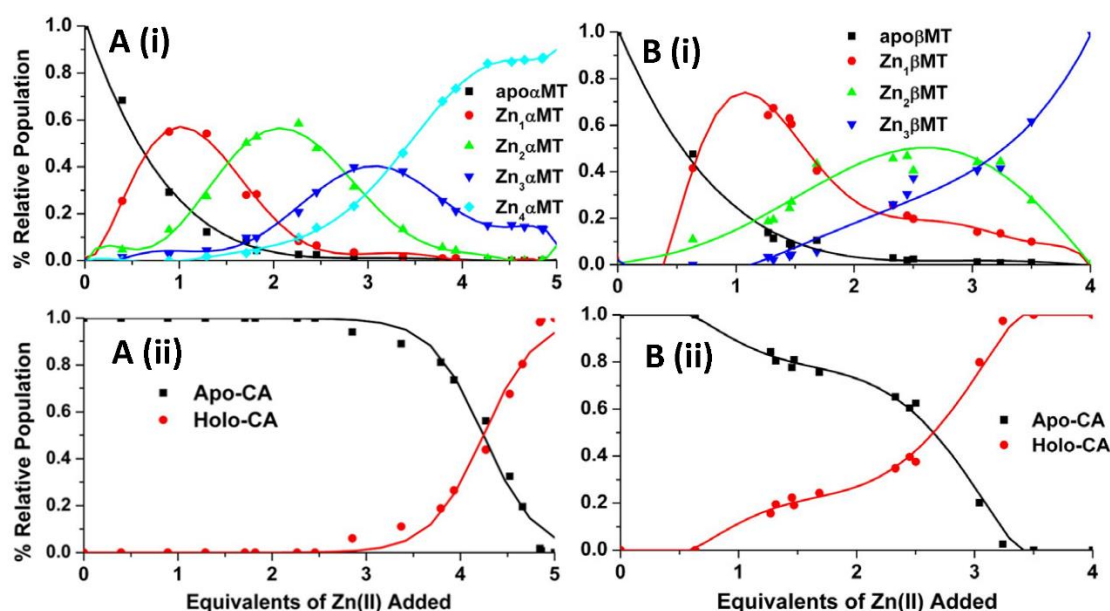 A (i)
% Relative Population
1.0
0.8
0.6
0.4
0.2
0.0
apoαMT
Zn1αMT
Zn2αMT
Zn3αMT
Zn4αMT
0 1 2 3 4 5
B (i)
1.0
0.8
0.6
0.4
0.2
0.0
apoβMT
Zn1βMT
Zn2βMT
Zn3βMT
0 1 2 3 4
A (ii)
% Relative Population
1.0
0.8
0.6
0.4
0.2
0.0
Apo-CA
Holo-CA
0 1 2 3 4 5
Equivalents of Zn(II) Added
B (ii)
1.0
0.8
0.6
0.4
0.2
0.0
Apo-CA
Holo-CA
0 1 2 3 4
Equivalents of Zn(II) Added